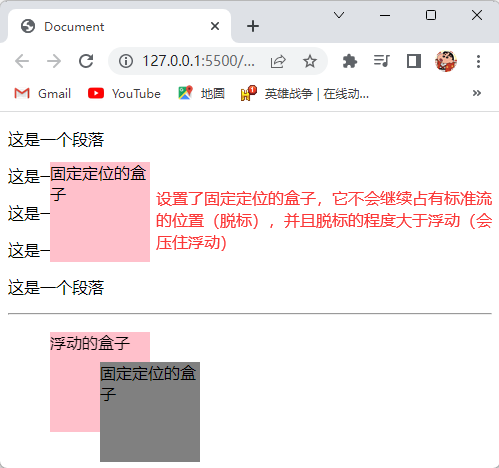 Document
127.0.0.1:5500/...
Gmail
YouTube
地图
英雄战争 | 在线动...
这是一个段落
这是一
固定定位的盒
子
这是一
这是一
设置了固定定位的盒子，它不会继续占有标准流
的位置（脱标），并且脱标的程度大于浮动（会
压住浮动）
这是一个段落
浮动的盒子
固定定位的盒
子